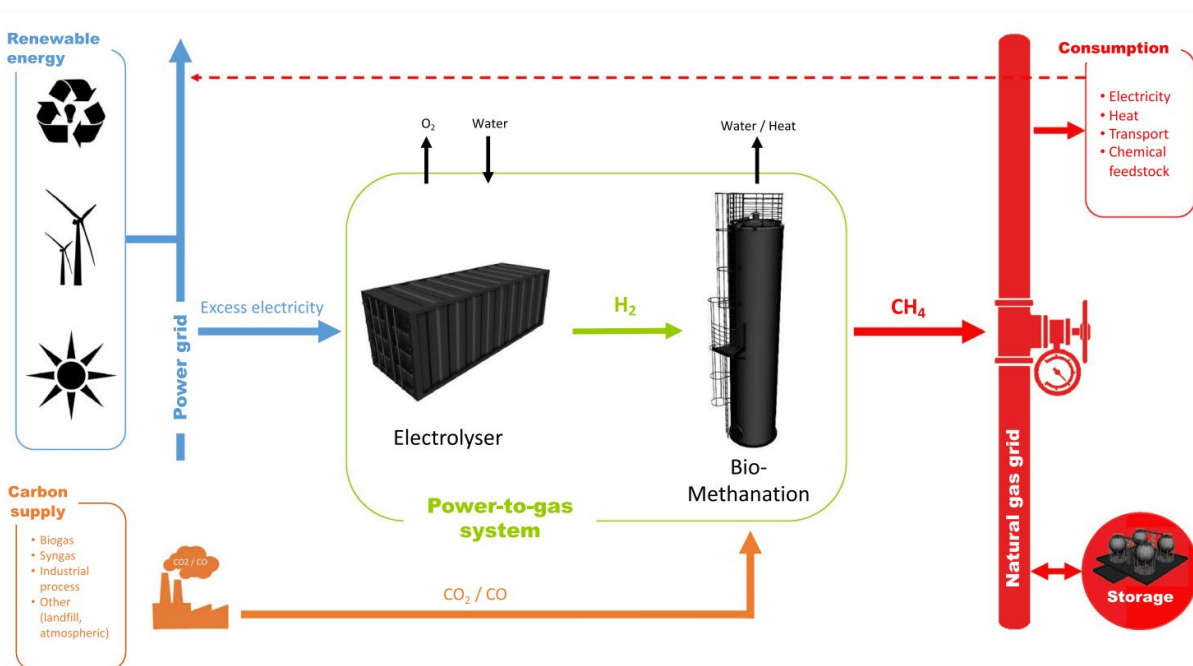 Renewable
energy
Power grid
Excess electricity
O₂
Water
Water / Heat
Electrolyser
H₂
Bio-
Methanation
Power-to-gas
system
CH₄
Carbon
supply
• Biogas
• Syngas
• Industrial
process
• Other
(landfill,
atmospheric)
CO2 / CO
CO₂ / CO
Natural gas grid
Consumption
• Electricity
• Heat
• Transport
• Chemical
feedstock
Storage